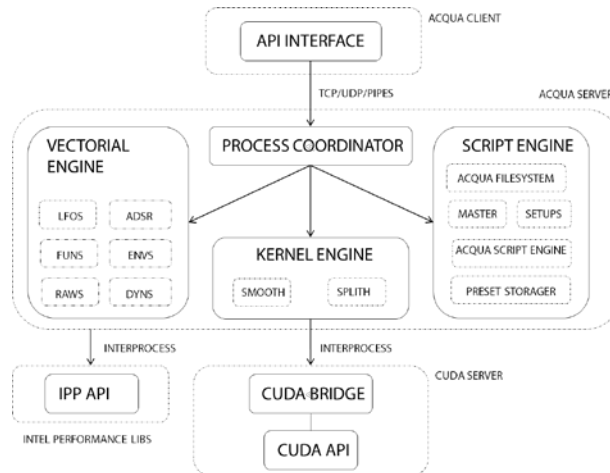 ACQUA CLIENT
API INTERFACE
TCP/UDP/PIPES
ACQUA SERVER
VECTORIAL
ENGINE
LFOS
ADSR
FUNS
ENVS
RAWS
DYNS
PROCESS COORDINATOR
KERNEL ENGINE
SMOOTH
SPLITH
SCRIPT ENGINE
ACQUA FILESYSTEM
MASTER
SETUPS
ACQUA SCRIPT ENGINE
PRESET STORAGER
INTERPROCESS
INTERPROCESS
IPP API
INTEL PERFORMANCE LIBS
CUDA SERVER
CUDA BRIDGE
CUDA API